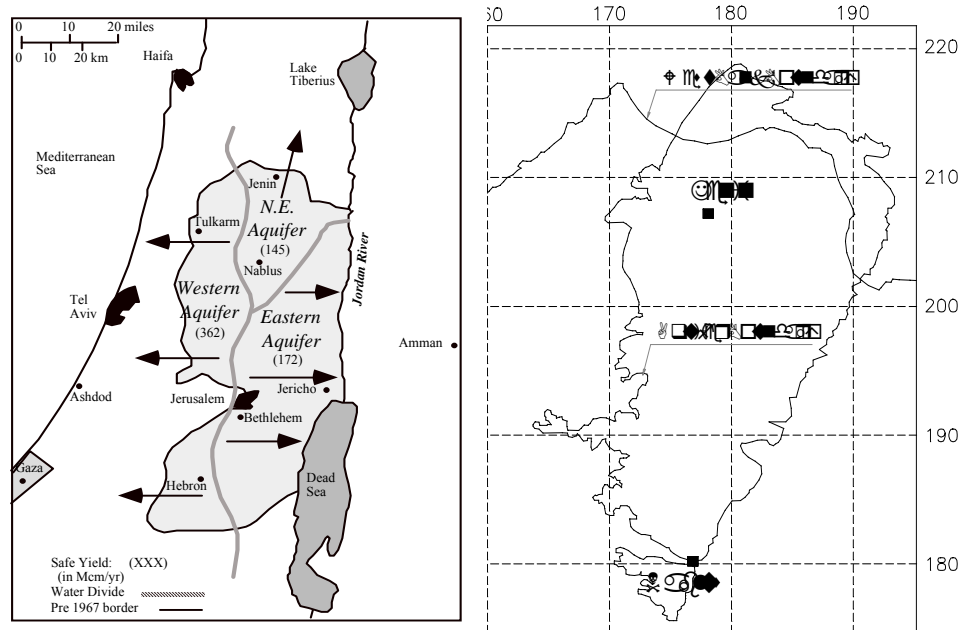 0 10 20 miles
0 10 20 km
Haifa
Lake
Tiberius
Mediterranean
Sea
Jenin
N.E.
Aquifer
(145)
Tulkarm
Nablus
Jordan River
Tel
Aviv
Western
Aquifer
(362)
Eastern
Aquifer
(172)
Amman
Ashdod
Jericho
Jerusalem
Bethlehem
Gaza
Hebron
Dead
Sea
Safe Yield: (XXX)
(in Mcm/yr)
Water Divide
Pre 1967 border
170 180 190
220
210
200
190
180